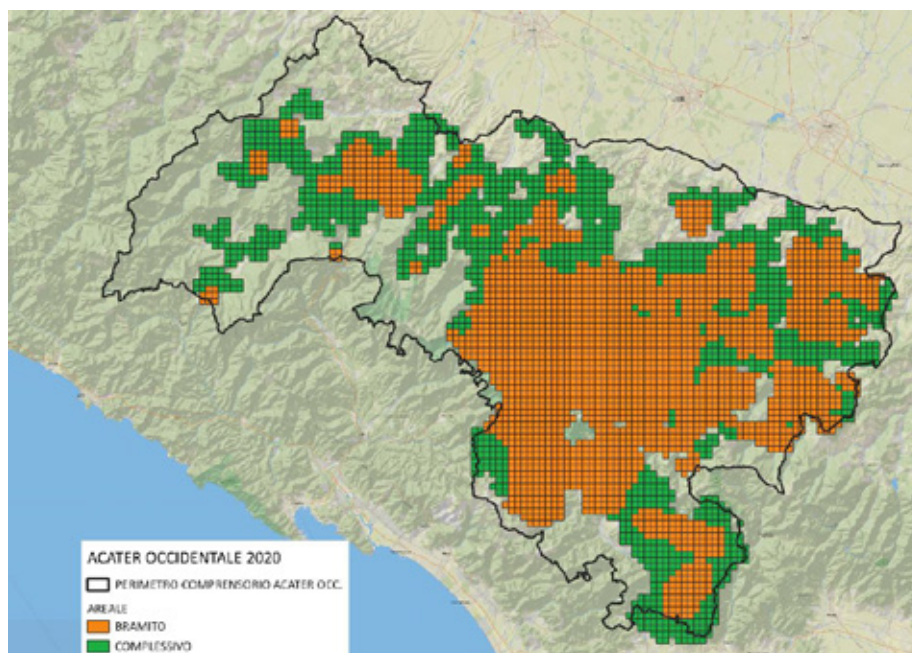 ACATER OCCIDENTALE 2020
PERIMETRO COMPRENSORIO ACATER OCC.
AREALE
BRAMITO
COMPLESSIVO